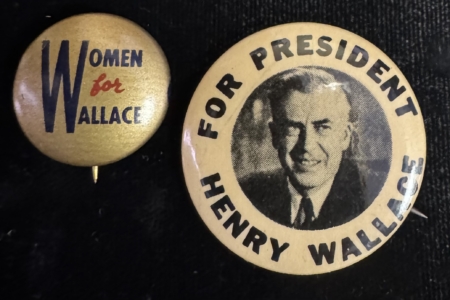 WOMEN
for
WALLACE
FOR PRESIDENT
HENRY WALLACE